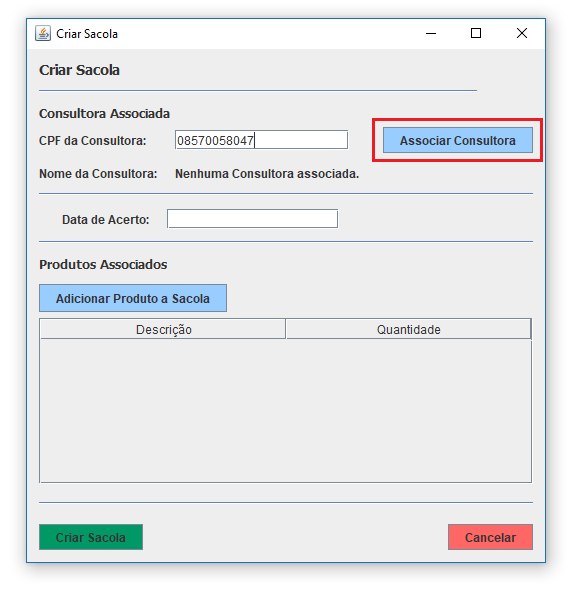 Criar Sacola
Criar Sacola
Consultora Associada
CPF da Consultora: 08570058047 Associar Consultora
Nome da Consultora: Nenhuma Consultora associada.
Data de Acerto:
Produtos Associados
Adicionar Produto a Sacola
Descrição Quantidade
Criar Sacola Cancelar